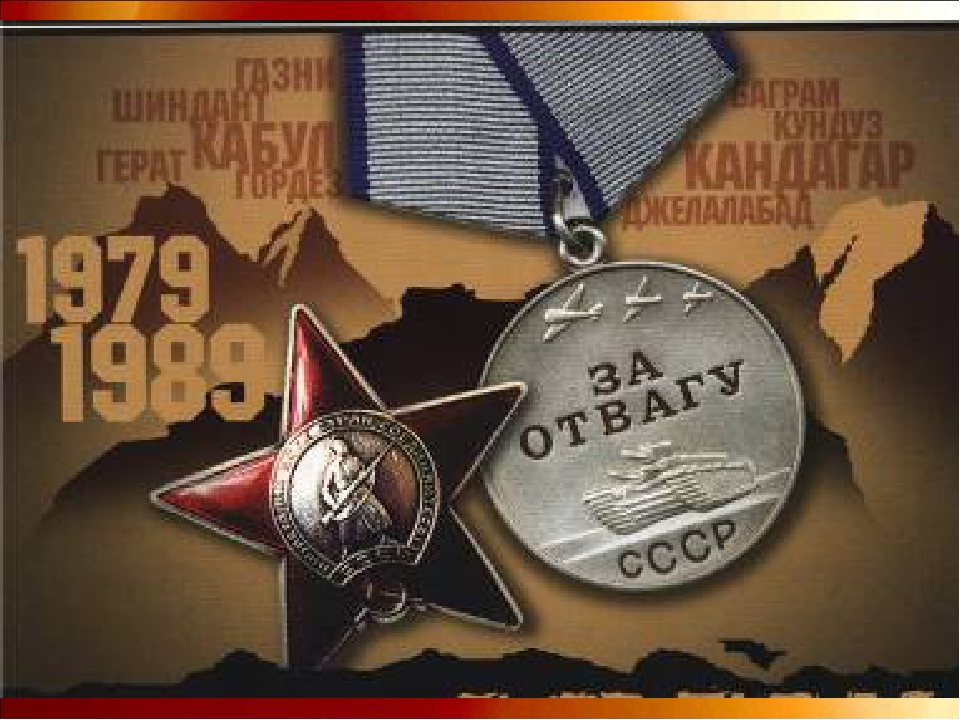 ГАЗНИ
ШИНДАНТ
КАБУЛ
ГЕРАТ
ГОРДЕЗ
БАГРАМ
КУНДУЗ
КАНДАГАР
ДЖЕЛАЛАБАД
1979
1989
ЗА
ОТВАГУ
СССР